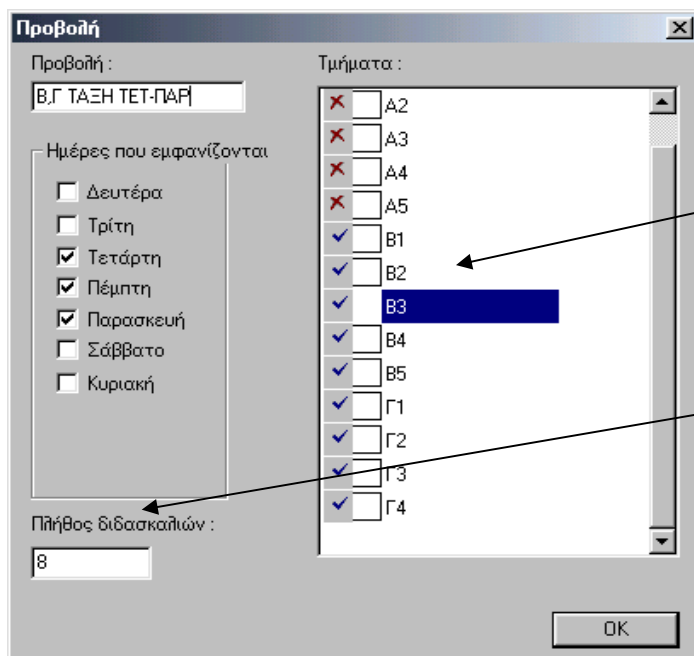 Προβολή
Προβολή :
Β,Γ ΤΑΞΗ ΤΕΤ-ΠΑΡ
Ημέρες που εμφανίζονται
Δευτέρα
Τρίτη
Τετάρτη
Πέμπτη
Παρασκευή
Σάββατο
Κυριακή
Πλήθος διδασκαλιών :
8
Τμήματα :
Α2
Α3
Α4
Α5
Β1
Β2
Β3
Β4
Β5
Γ1
Γ2
Γ3
Γ4
OK